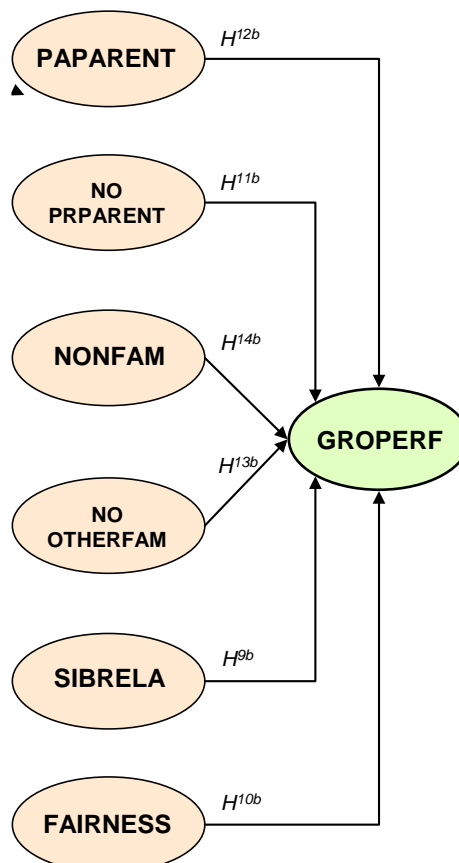 H12b
PAPARENT
H11b
NO
PRPARENT
H14b
NONFAM
GROPERF
H13b
NO
OTHERFAM
H9b
SIBRELA
H10b
FAIRNESS